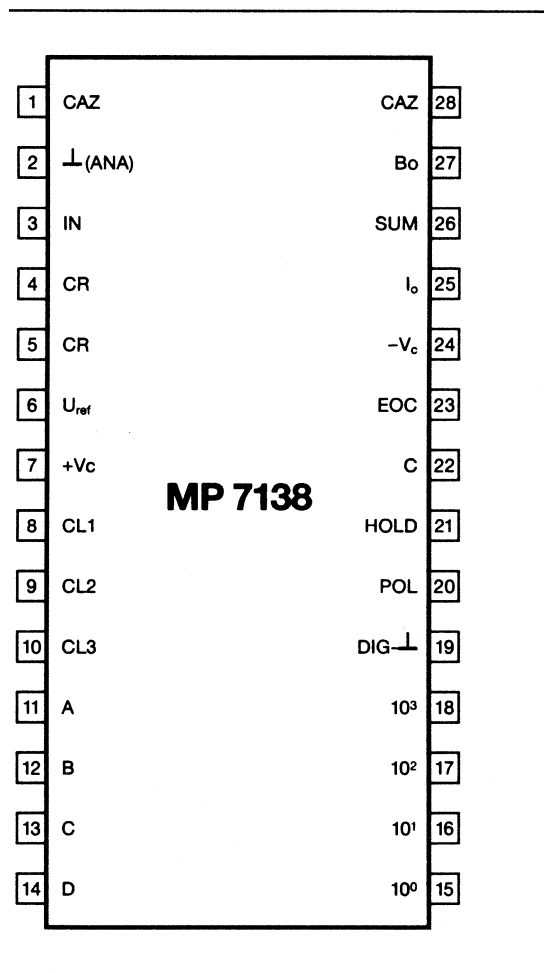 1 CAZ CAZ 28
2 ⊥(ANA) Bo 27
3 IN SUM 26
4 CR Iₒ 25
5 CR –V꜀ 24
6 Uref EOC 23
7 +Vc C 22
MP 7138
8 CL1 HOLD 21
9 CL2 POL 20
10 CL3 DIG-⊥ 19
11 A 10³ 18
12 B 10² 17
13 C 10¹ 16
14 D 10⁰ 15